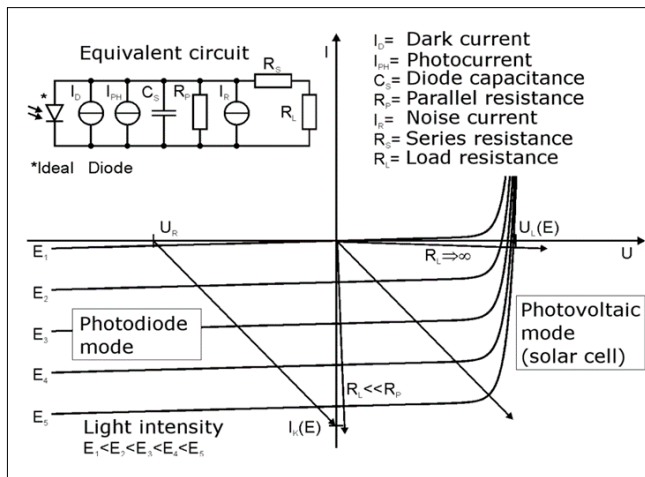 Equivalent circuit
*
I_D
I_PH
C_S
R_P
I_R
R_S
R_L
*Ideal Diode
I
I_D= Dark current
I_PH= Photocurrent
C_S= Diode capacitance
R_P= Parallel resistance
I_R= Noise current
R_S= Series resistance
R_L= Load resistance
U_R
U_L(E)
U
R_L⇒∞
E_1
E_2
E_3
E_4
E_5
Photodiode
mode
Photovoltaic
mode
(solar cell)
R_L<<R_P
I_K(E)
Light intensity
E_1<E_2<E_3<E_4<E_5